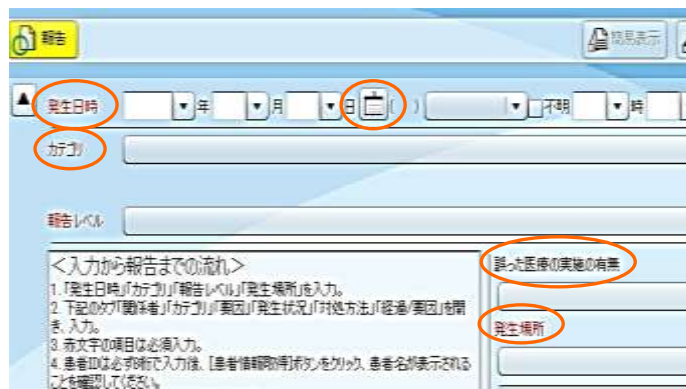 報告
簡易表示
発生日時 年 月 日 ( ) 不明 時
カテゴリ
報告レベル
<入力から報告までの流れ>
誤った医療の実施の有無
1.「発生日時」「カテゴリ」「報告レベル」「発生場所」を入力。
2.下記のタブ「関係者」「カテゴリ」「要因」「発生状況」「対処方法」「経過/要因」を開
き、入力。
発生場所
3.赤文字の項目は必須入力。
4.患者IDは必ず8桁で入力後、[患者情報取得]ボタンをクリック、患者名が表示される
ことを確認してください。